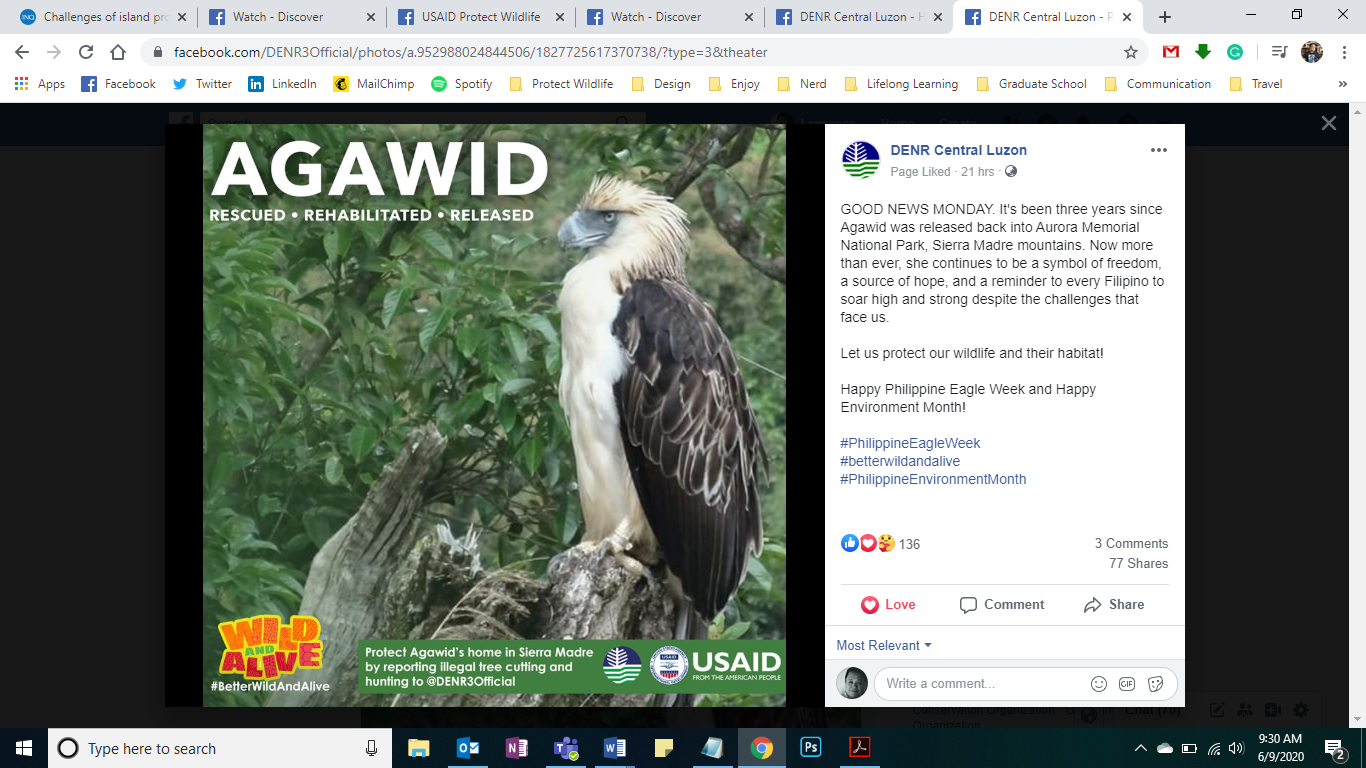 Challenges of island pro
Watch - Discover
USAID Protect Wildlife
Watch - Discover
DENR Central Luzon - H
DENR Central Luzon - P
facebook.com/DENR3Official/photos/a.952988024844506/1827725617370738/?type=3&theater
Apps
Facebook
Twitter
LinkedIn
MailChimp
Spotify
Protect Wildlife
Design
Enjoy
Nerd
Lifelong Learning
Graduate School
Communication
Travel
»
AGAWID
RESCUED • REHABILITATED • RELEASED
WILD
AND
ALIVE
#BetterWildAndAlive
Protect Agawid's home in Sierra Madre
by reporting illegal tree cutting and
hunting to @DENR3Official
USAID
FROM THE AMERICAN PEOPLE
DENR Central Luzon
Page Liked · 21 hrs ·
GOOD NEWS MONDAY. It's been three years since
Agawid was released back into Aurora Memorial
National Park, Sierra Madre mountains. Now more
than ever, she continues to be a symbol of freedom,
a source of hope, and a reminder to every Filipino to
soar high and strong despite the challenges that
face us.
Let us protect our wildlife and their habitat!
Happy Philippine Eagle Week and Happy
Environment Month!
#PhilippineEagleWeek
#betterwildandalive
#PhilippineEnvironmentMonth
136
3 Comments
77 Shares
Love
Comment
Share
Most Relevant
Write a comment...
GIF
Chat (70)
Type here to search
9:30 AM
6/9/2020
2